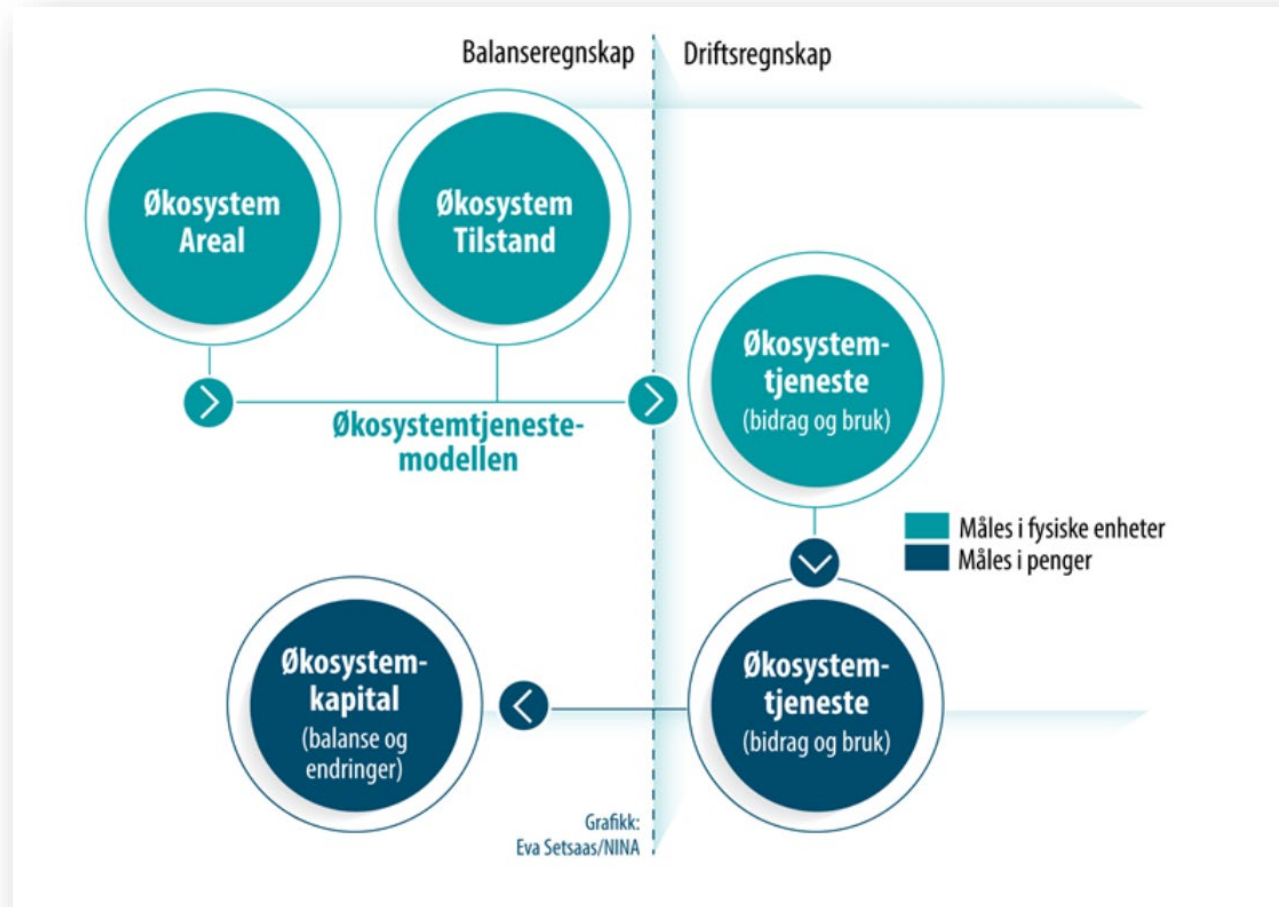 Balanseregnskap
Driftsregnskap
Økosystem
Areal
Økosystem
Tilstand
Økosystem-
tjeneste
(bidrag og bruk)
Økosystemtjeneste-
modellen
Måles i fysiske enheter
Måles i penger
Økosystem-
kapital
(balanse og
endringer)
Økosystem-
tjeneste
(bidrag og bruk)
Grafikk:
Eva Setsaas/NINA